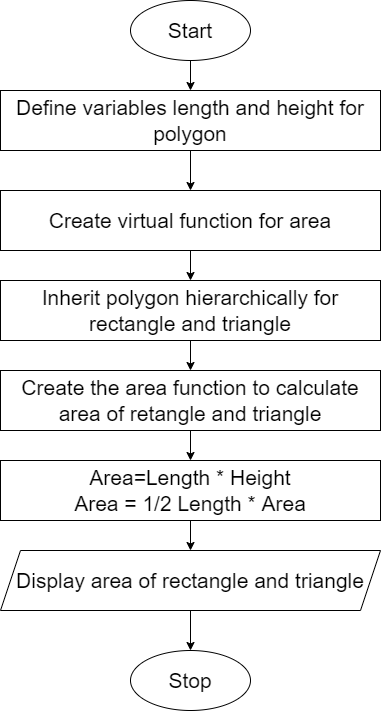 Start
Define variables length and height for
polygon
Create virtual function for area
Inherit polygon hierarchically for
rectangle and triangle
Create the area function to calculate
area of retangle and triangle
Area=Length * Height
Area = 1/2 Length * Area
Display area of rectangle and triangle
Stop